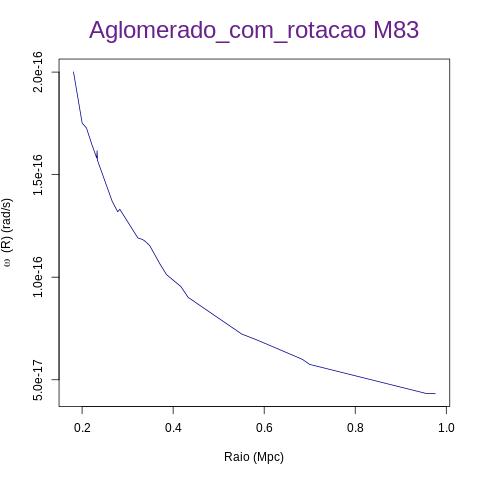 Aglomerado_com_rotacao M83
ω (R) (rad/s)
2.0e-16
1.5e-16
1.0e-16
5.0e-17
0.2 0.4 0.6 0.8 1.0
Raio (Mpc)